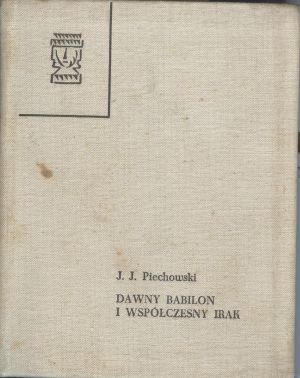 J. J. Piechowski
DAWNY BABILON
I WSPÓŁCZESNY IRAK